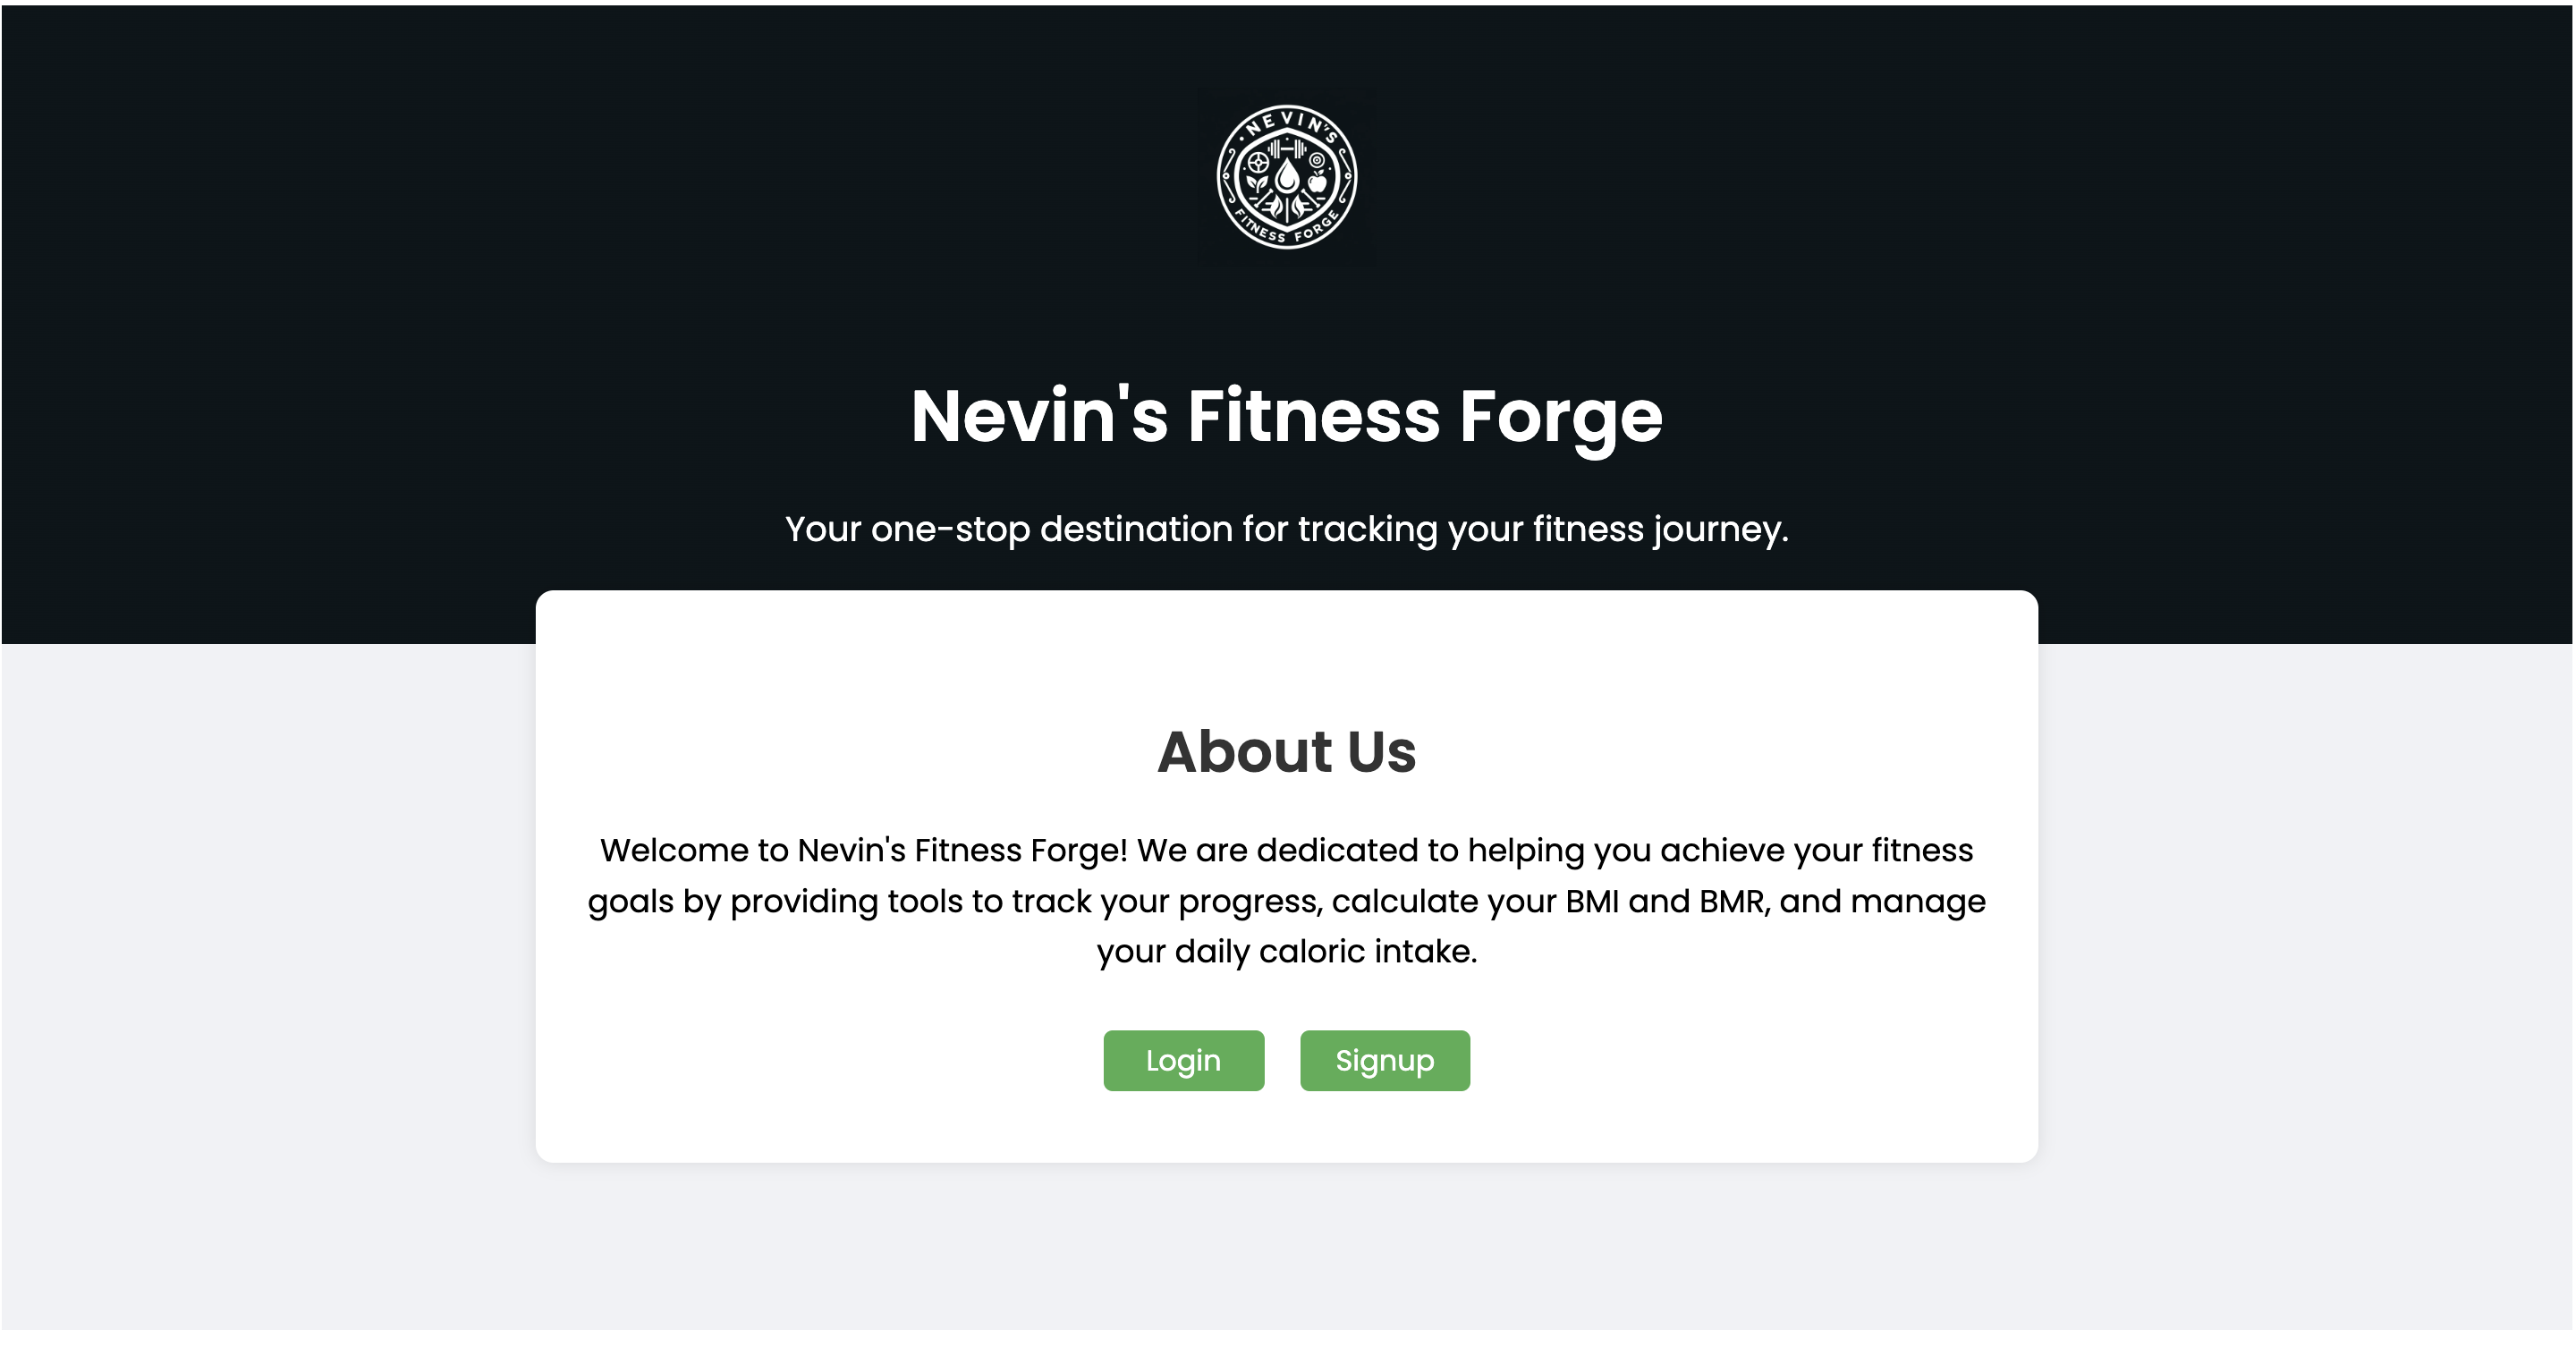 NEVIN'S
FITNESS FORGE
Nevin's Fitness Forge
Your one-stop destination for tracking your fitness journey.
About Us
Welcome to Nevin's Fitness Forge! We are dedicated to helping you achieve your fitness
goals by providing tools to track your progress, calculate your BMI and BMR, and manage
your daily caloric intake.
Login
Signup